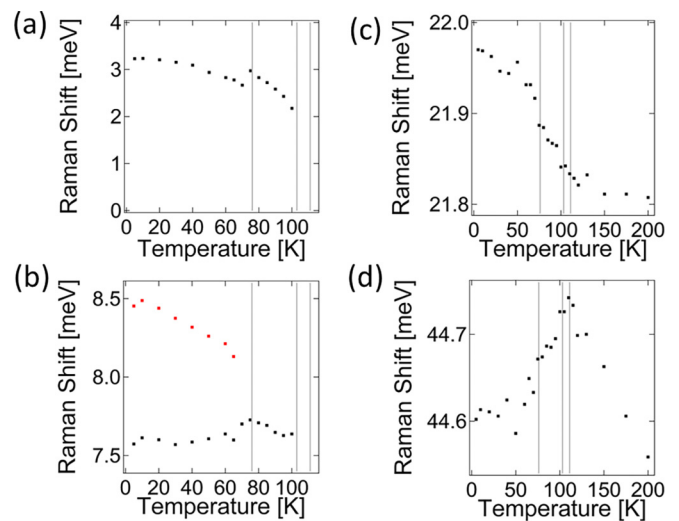 (a)
Raman Shift [meV]
4
3
2
1
0
0 20 40 60 80 100
Temperature [K]
(c)
Raman Shift [meV]
22.0
21.9
21.8
0 50 100 150 200
Temperature [K]
(b)
Raman Shift [meV]
8.5
8.0
7.5
0 20 40 60 80 100
Temperature [K]
(d)
Raman Shift [meV]
44.7
44.6
0 50 100 150 200
Temperature [K]